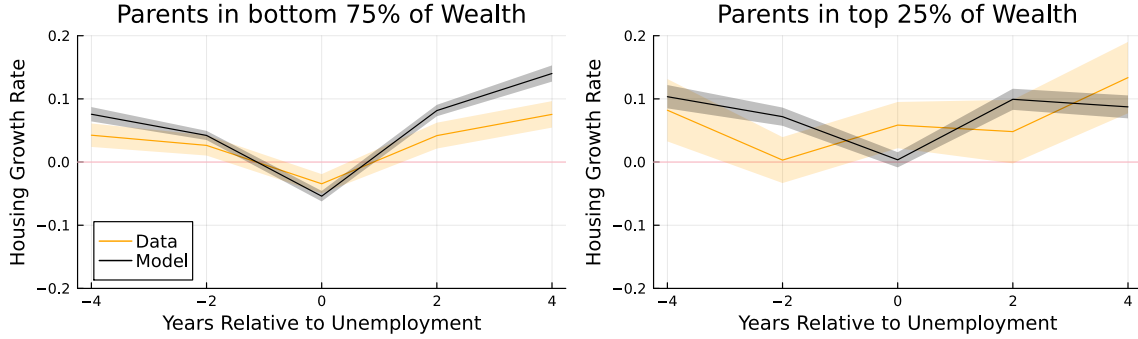 Parents in bottom 75% of Wealth
Housing Growth Rate
0.2
0.1
0.0
−0.1
−0.2
Data
Model
−4
−2
0
2
4
Years Relative to Unemployment
Parents in top 25% of Wealth
Housing Growth Rate
0.2
0.1
0.0
−0.1
−0.2
−4
−2
0
2
4
Years Relative to Unemployment